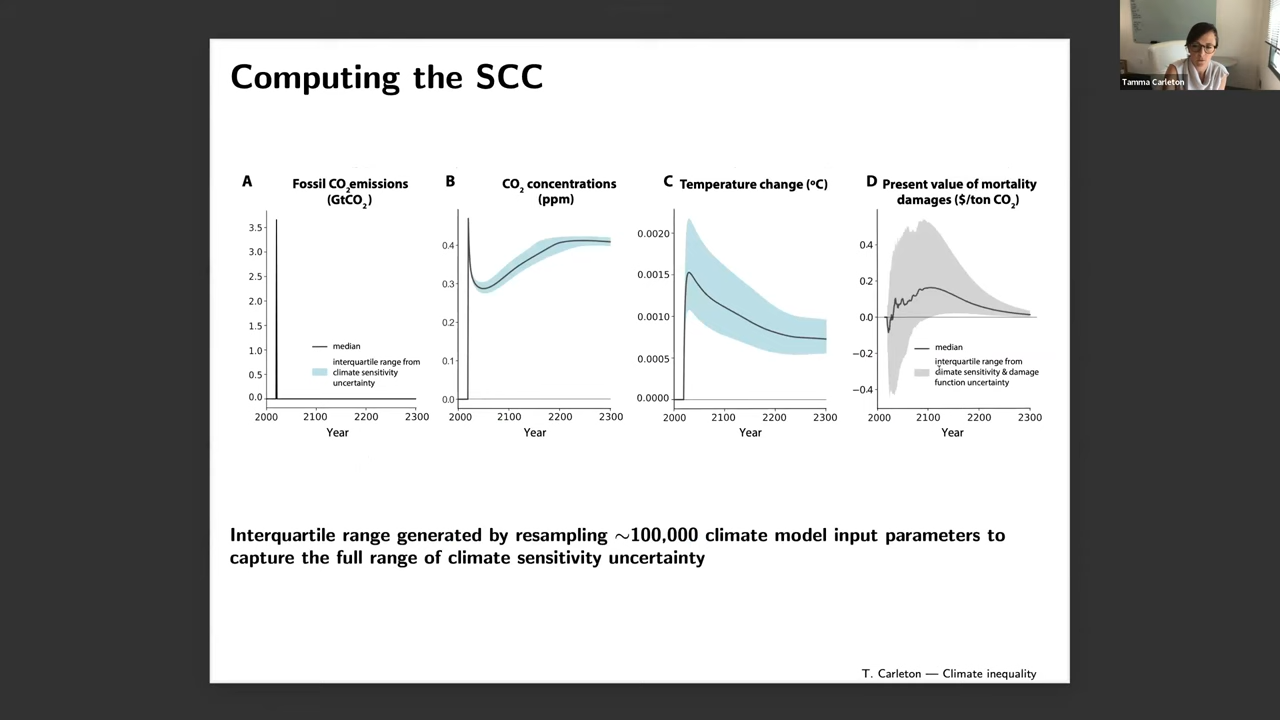 Computing the SCC
Tamma Carleton
A
Fossil CO2 emissions
(GtCO2)
3.5
3.0
2.5
2.0
1.5
1.0
0.5
0.0
median
interquartile range from
climate sensitivity
uncertainty
2000 2100 2200 2300
Year
B
CO2 concentrations
(ppm)
0.4
0.3
0.2
0.1
0.0
2000 2100 2200 2300
Year
C
Temperature change (ºC)
0.0020
0.0015
0.0010
0.0005
0.0000
2000 2100 2200 2300
Year
D
Present value of mortality
damages ($/ton CO2)
0.4
0.2
0.0
−0.2
−0.4
median
interquartile range from
climate sensitivity & damage
function uncertainty
2000 2100 2200 2300
Year
Interquartile range generated by resampling ∼100,000 climate model input parameters to
capture the full range of climate sensitivity uncertainty
T. Carleton — Climate inequality